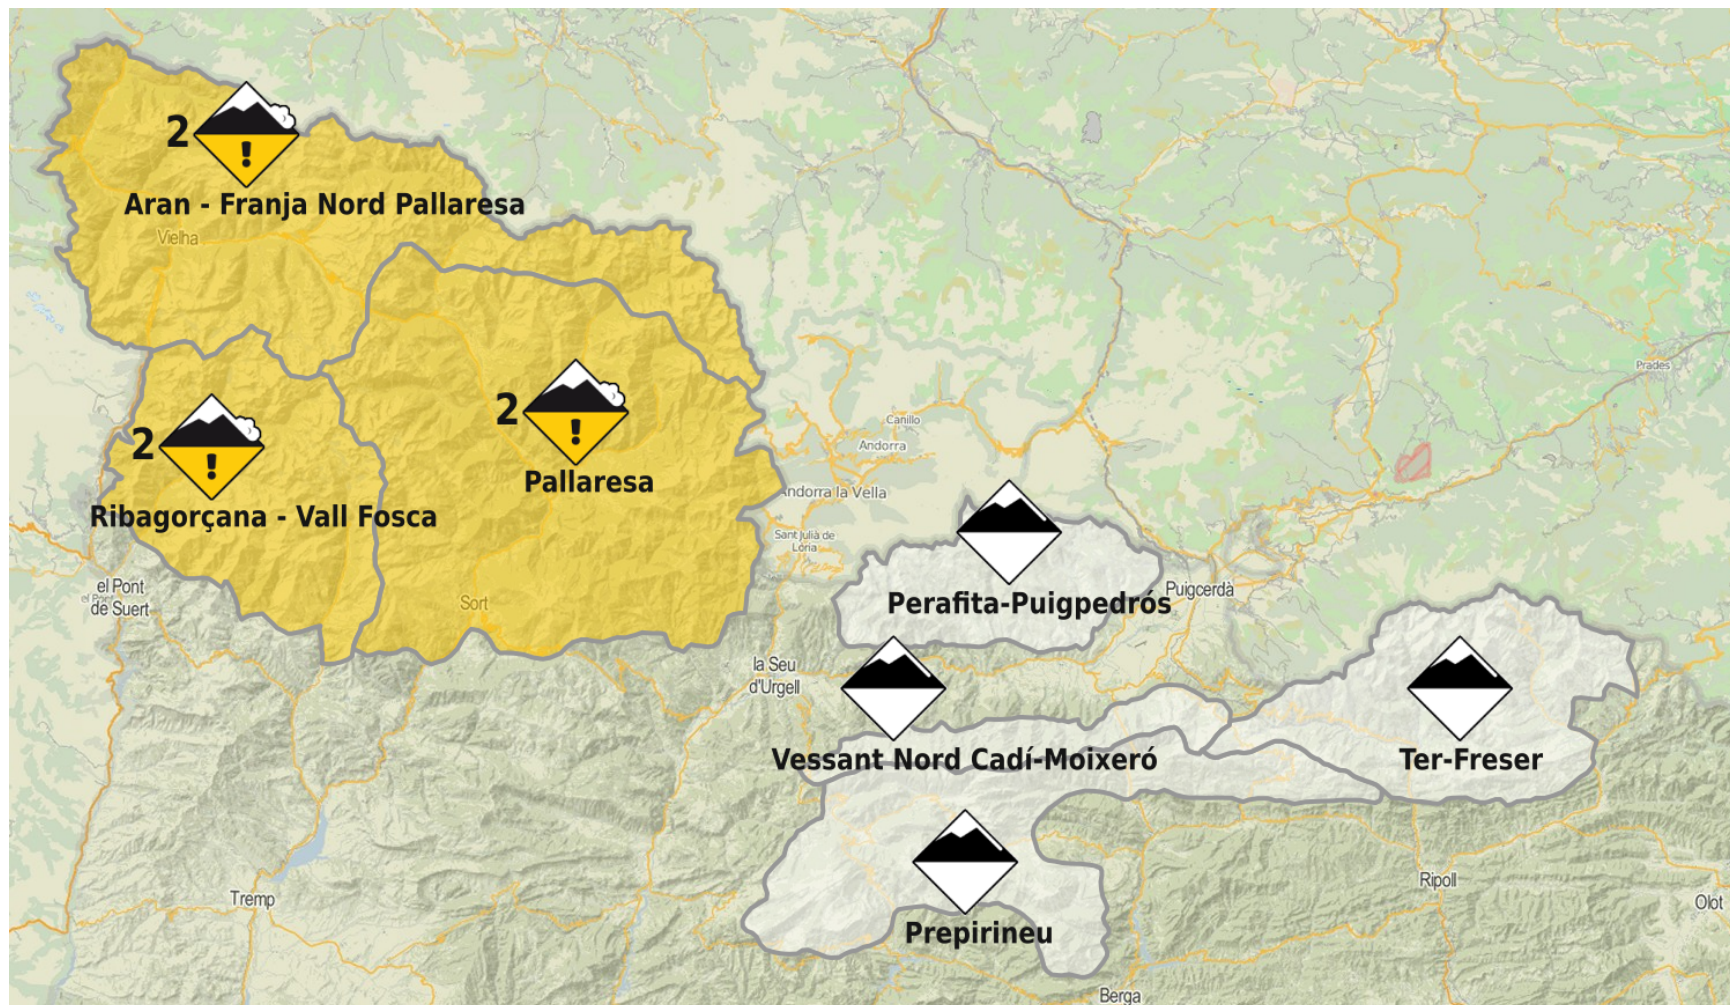 2
!
Aran - Franja Nord Pallaresa
Vielha
2
!
Pallaresa
2
!
Ribagorçana - Vall Fosca
Prades
Canillo
Andorra
Andorra la Vella
Sant Julià de
Lòria
el Pont
de Suert
Sort
Perafita-Puigpedrós
Puigcerdà
la Seu
d'Urgell
Vessant Nord Cadí-Moixeró
Ter-Freser
Prepirineu
Tremp
Ripoll
Olot
Berga